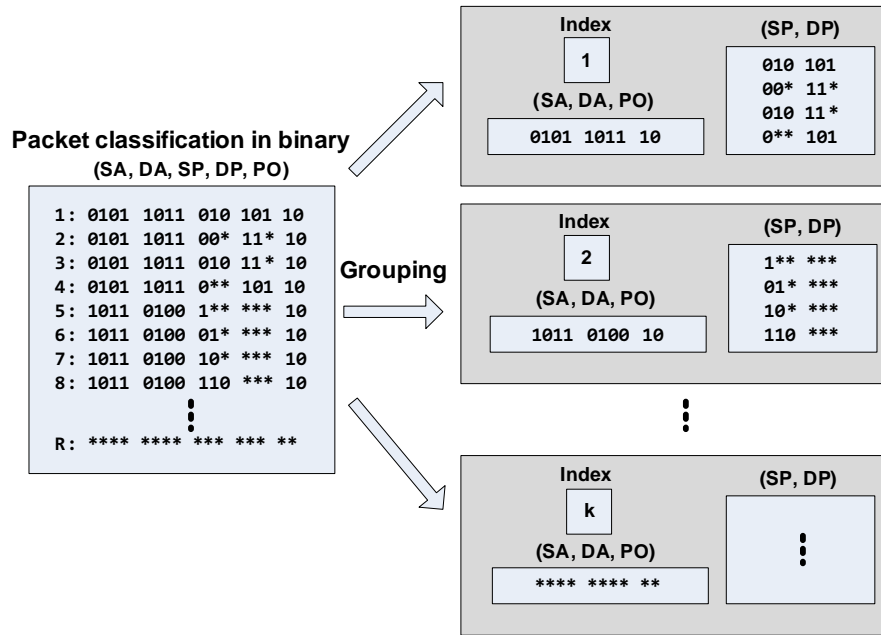 Packet classification in binary
(SA, DA, SP, DP, PO)
1: 0101 1011 010 101 10
2: 0101 1011 00* 11* 10
3: 0101 1011 010 11* 10
4: 0101 1011 0** 101 10
5: 1011 0100 1** *** 10
6: 1011 0100 01* *** 10
7: 1011 0100 10* *** 10
8: 1011 0100 110 *** 10
R: **** **** *** *** **
Grouping
Index
1
(SA, DA, PO)
0101 1011 10
(SP, DP)
010 101
00* 11*
010 11*
0** 101
Index
2
(SA, DA, PO)
1011 0100 10
(SP, DP)
1** ***
01* ***
10* ***
110 ***
Index
k
(SA, DA, PO)
**** **** **
(SP, DP)